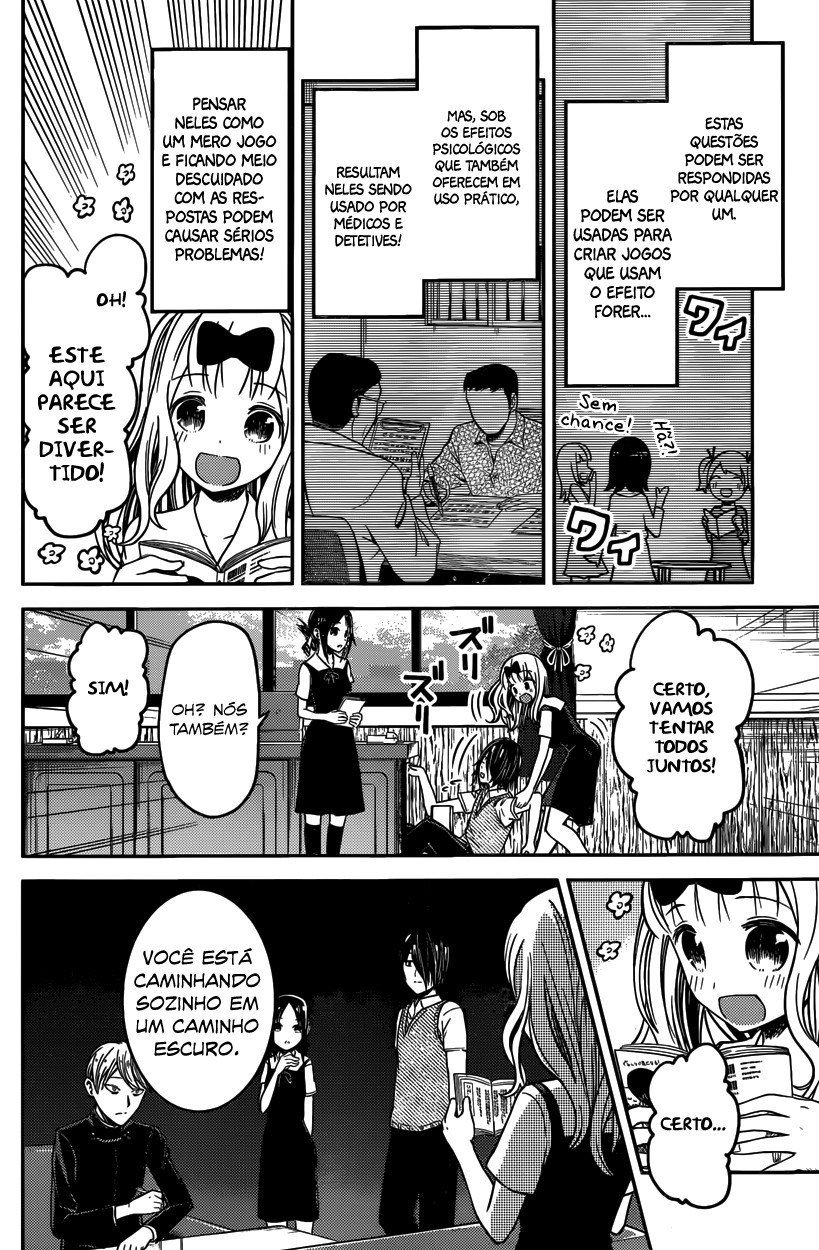 ESTAS
QUESTÕES
PODEM SER
RESPONDIDAS
POR QUALQUER
UM.
ELAS
PODEM SER
USADAS PARA
CRIAR JOGOS
QUE USAM
O EFEITO
FORER...
ワイ
Sem
chance!
Hã?!
ワイ
MAS, SOB
OS EFEITOS
PSICOLÓGICOS
QUE TAMBÉM
OFERECEM EM
USO PRÁTICO,
RESULTAM
NELES SENDO
USADO POR
MÉDICOS E
DETETIVES!
PENSAR
NELES COMO
UM MERO JOGO
E FICANDO MEIO
DESCUIDADO
COM AS RES-
POSTAS PODEM
CAUSAR SÉRIOS
PROBLEMAS!
OH!
ESTE
AQUI
PARECE
SER
DIVER-
TIDO!
CERTO,
VAMOS
TENTAR
TODOS
JUNTOS!
ズリ
ズリ
OH? NÓS
TAMBÉM?
SIM!
CERTO...
VOCÊ ESTÁ
CAMINHANDO
SOZINHO EM
UM CAMINHO
ESCURO.